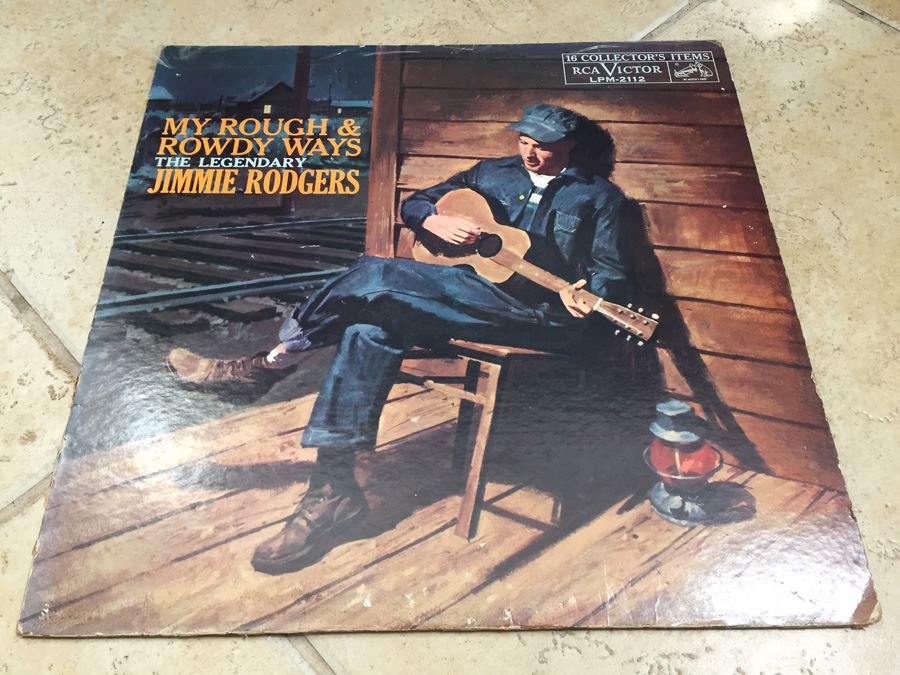 16 COLLECTOR'S ITEMS
RCA VICTOR
LPM-2112
MY ROUGH &
ROWDY WAYS
THE LEGENDARY
JIMMIE RODGERS